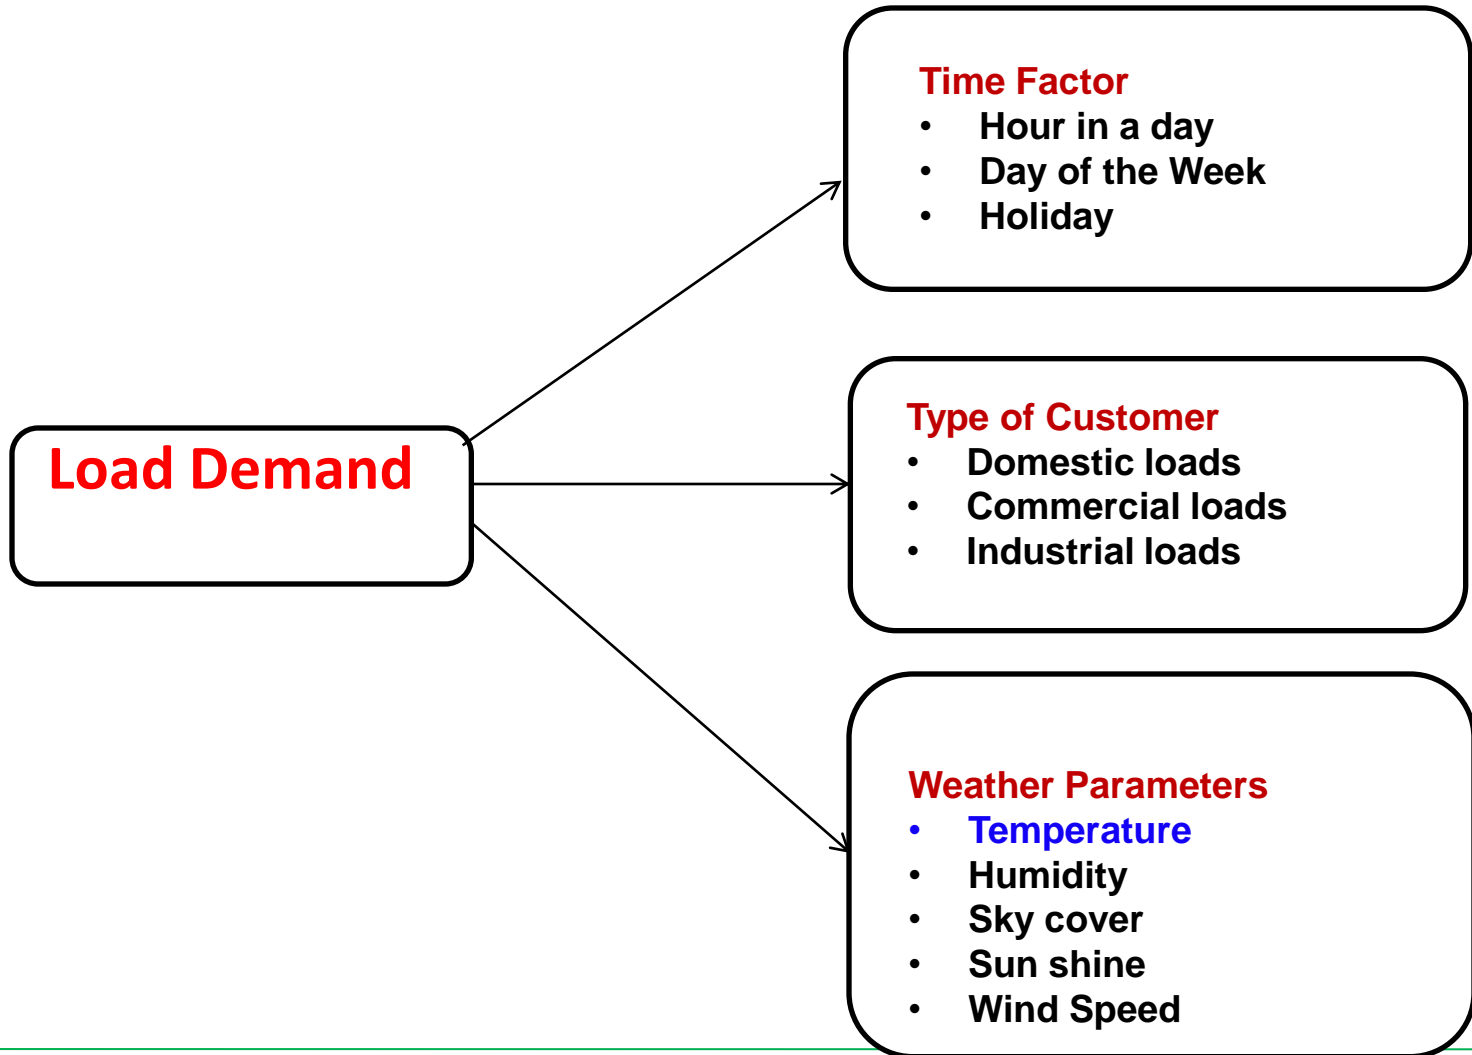 Load Demand
Time Factor
• Hour in a day
• Day of the Week
• Holiday
Type of Customer
• Domestic loads
• Commercial loads
• Industrial loads
Weather Parameters
• Temperature
• Humidity
• Sky cover
• Sun shine
• Wind Speed